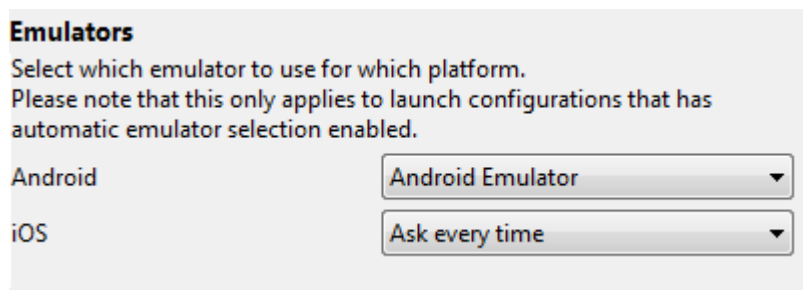 Emulators
Select which emulator to use for which platform.
Please note that this only applies to launch configurations that has
automatic emulator selection enabled.
Android Android Emulator
iOS Ask every time